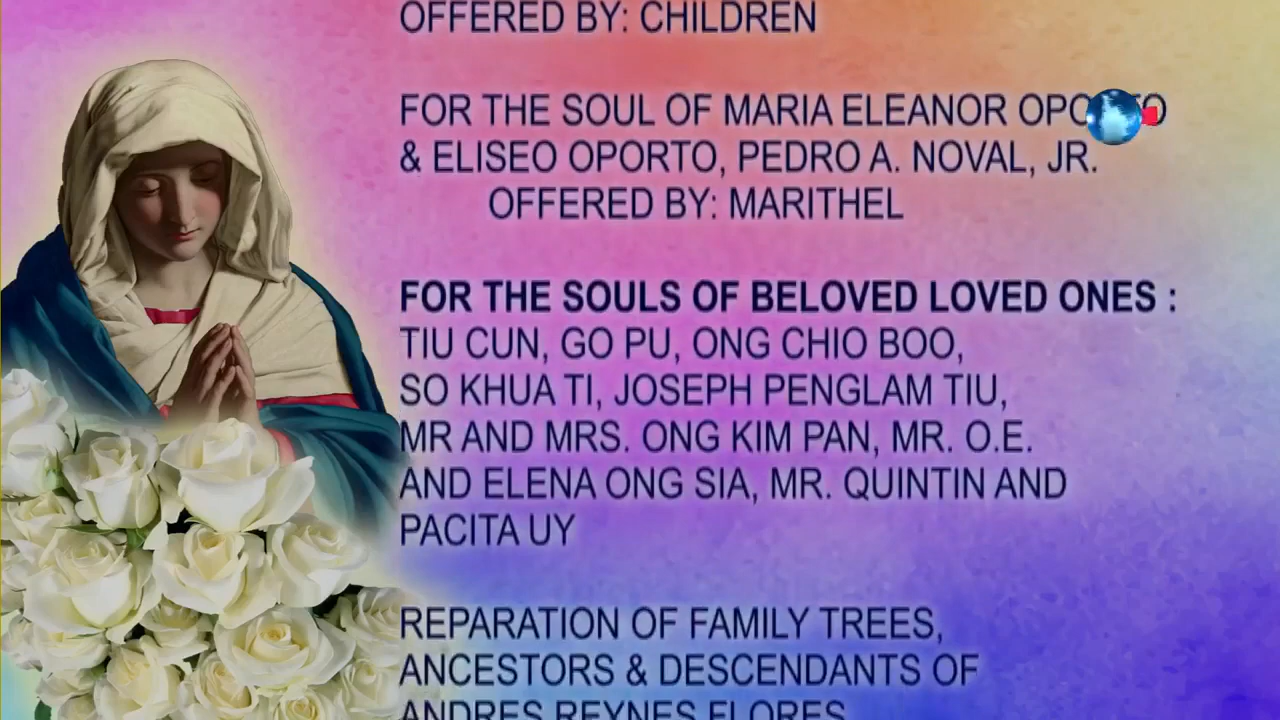 OFFERED BY: CHILDREN
FOR THE SOUL OF MARIA ELEANOR
& ELISEO OPORTO, PEDRO A. NOVAL, JR.
OFFERED BY: MARITHEL
FOR THE SOULS OF BELOVED LOVED ONES :
TIU CUN, GO PU, ONG CHIO BOO,
SO KHUA TI, JOSEPH PENGLAM TIU,
MR AND MRS. ONG KIM PAN, MR. O.E.
AND ELENA ONG SIA, MR. QUINTIN AND
PACITA UY
REPARATION OF FAMILY TREES,
ANCESTORS & DESCENDANTS OF
ANDRES REYNES FLORES